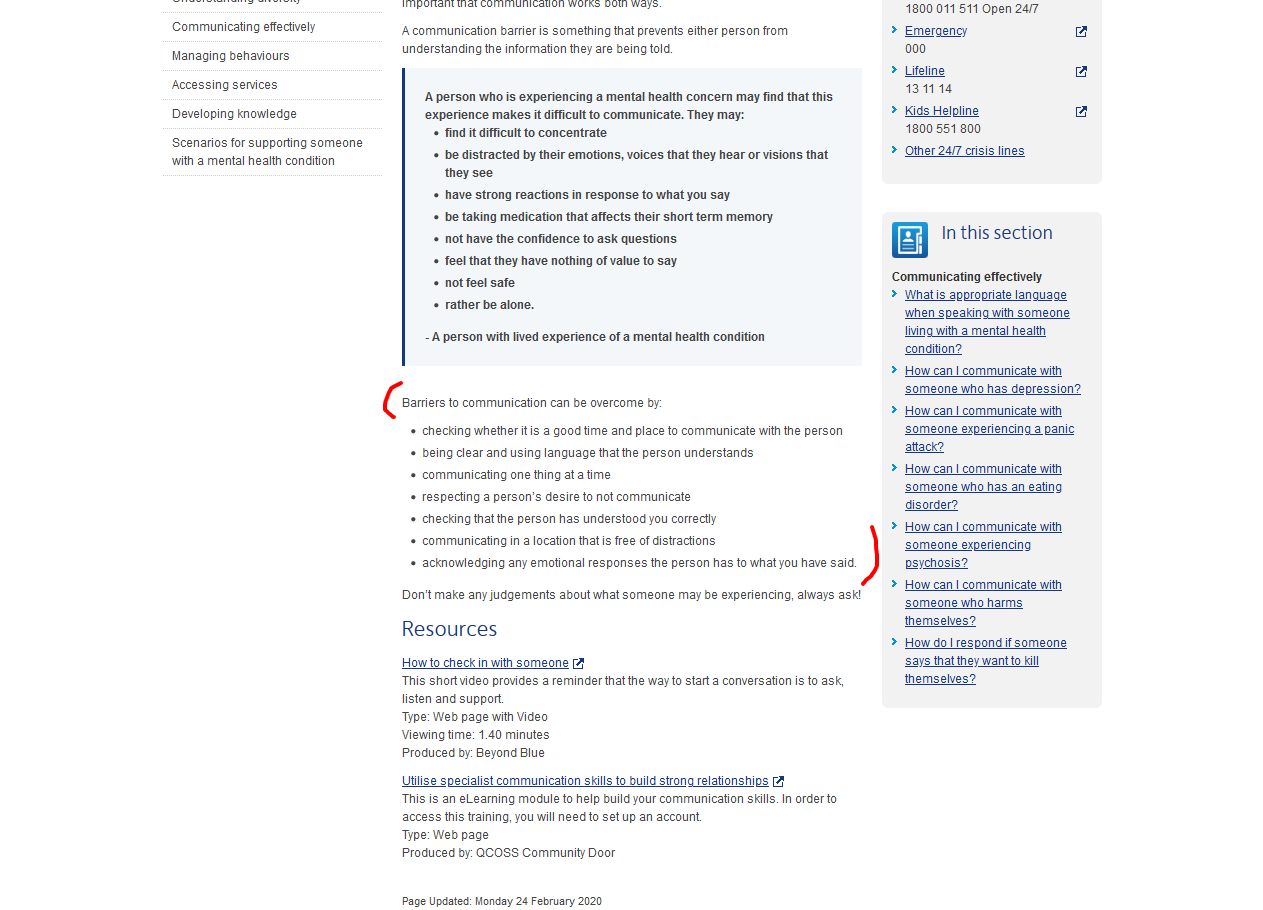 Understanding diversity
Communicating effectively
Managing behaviours
Accessing services
Developing knowledge
Scenarios for supporting someone
with a mental health condition
important that communication works both ways.
A communication barrier is something that prevents either person from
understanding the information they are being told.
A person who is experiencing a mental health concern may find that this
experience makes it difficult to communicate. They may:
• find it difficult to concentrate
• be distracted by their emotions, voices that they hear or visions that
they see
• have strong reactions in response to what you say
• be taking medication that affects their short term memory
• not have the confidence to ask questions
• feel that they have nothing of value to say
• not feel safe
• rather be alone.
- A person with lived experience of a mental health condition
Barriers to communication can be overcome by:
• checking whether it is a good time and place to communicate with the person
• being clear and using language that the person understands
• communicating one thing at a time
• respecting a person’s desire to not communicate
• checking that the person has understood you correctly
• communicating in a location that is free of distractions
• acknowledging any emotional responses the person has to what you have said.
Don’t make any judgements about what someone may be experiencing, always ask!
Resources
How to check in with someone
This short video provides a reminder that the way to start a conversation is to ask,
listen and support.
Type: Web page with Video
Viewing time: 1.40 minutes
Produced by: Beyond Blue
Utilise specialist communication skills to build strong relationships
This is an eLearning module to help build your communication skills. In order to
access this training, you will need to set up an account.
Type: Web page
Produced by: QCOSS Community Door
Page Updated: Monday 24 February 2020
1800 011 511 Open 24/7
Emergency
000
Lifeline
13 11 14
Kids Helpline
1800 551 800
Other 24/7 crisis lines
In this section
Communicating effectively
What is appropriate language
when speaking with someone
living with a mental health
condition?
How can I communicate with
someone who has depression?
How can I communicate with
someone experiencing a panic
attack?
How can I communicate with
someone who has an eating
disorder?
How can I communicate with
someone experiencing
psychosis?
How can I communicate with
someone who harms
themselves?
How do I respond if someone
says that they want to kill
themselves?